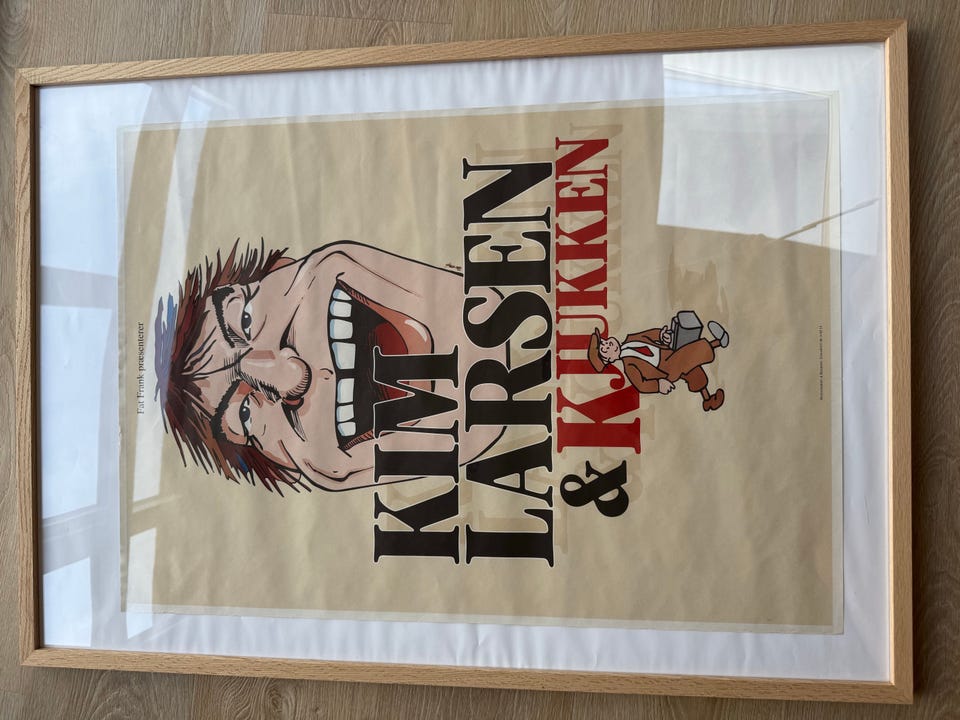 Fat Frank præsenterer
KIM
LARSEN
& KJUKKEN